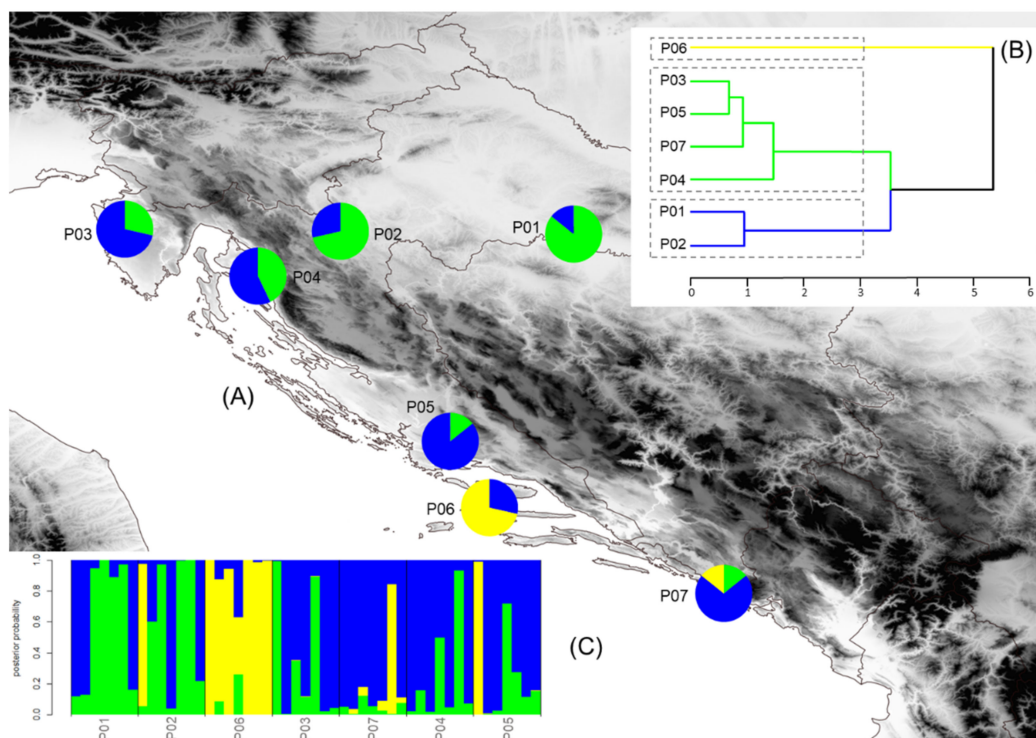 (B)
P06
P03
P05
P07
P04
P01
P02
0 1 2 3 4 5 6
P03
P02
P01
P04
(A)
P05
P06
P07
(C)
posterior probability
1.0
0.8
0.6
0.4
0.2
0.0
P01 P02 P06 P03 P07 P04 P05